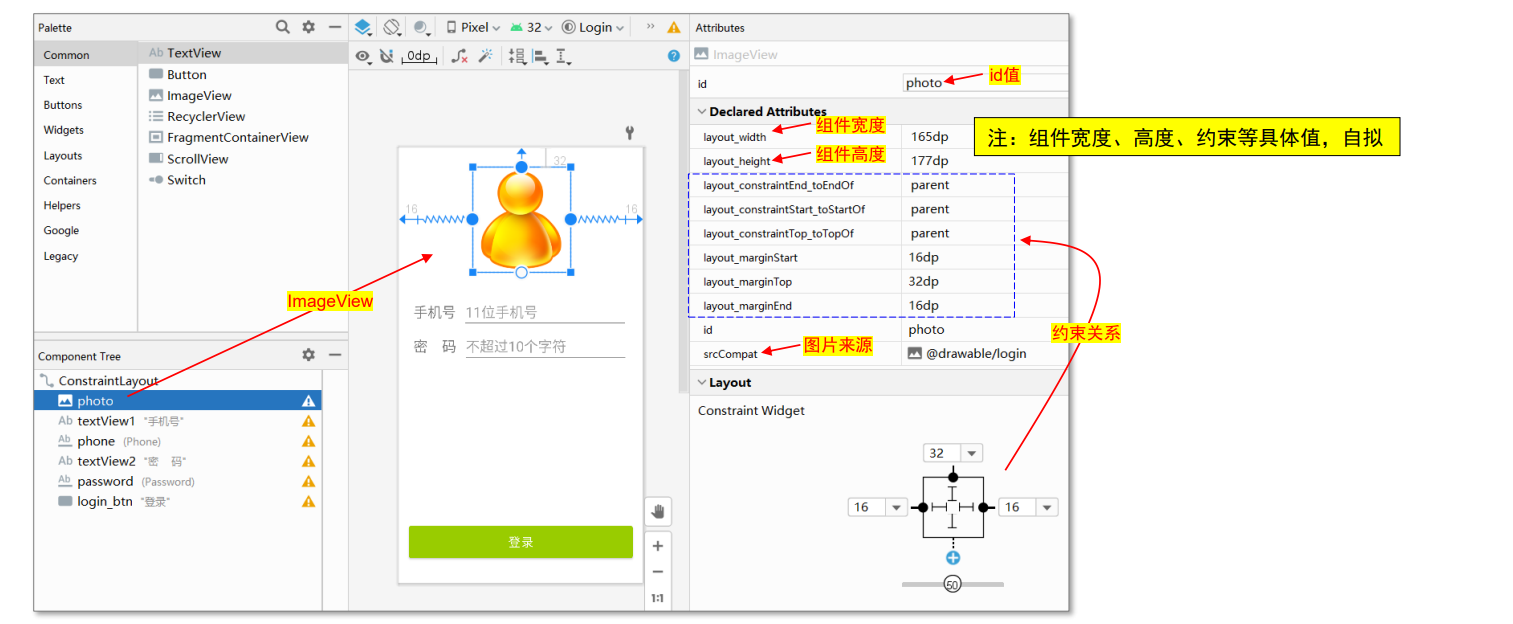 Palette
Common
Text
Buttons
Widgets
Layouts
Containers
Helpers
Google
Legacy
Ab TextView
Button
ImageView
RecyclerView
FragmentContainerView
ScrollView
Switch
Component Tree
ConstraintLayout
photo
Ab textView1 "手机号"
Ab phone (Phone)
Ab textView2 "密 码"
Ab password (Password)
login_btn "登录"
ImageView
Pixel 32 Login
0dp
32
16 16
手机号 11位手机号
密 码 不超过10个字符
登录
1:1
Attributes
ImageView
id photo
id值
Declared Attributes
layout_width 165dp
组件宽度
layout_height 177dp
组件高度
注：组件宽度、高度、约束等具体值，自拟
layout_constraintEnd_toEndOf parent
layout_constraintStart_toStartOf parent
layout_constraintTop_toTopOf parent
layout_marginStart 16dp
layout_marginTop 32dp
layout_marginEnd 16dp
id photo
约束关系
srcCompat @drawable/login
图片来源
Layout
Constraint Widget
32
16 16
50